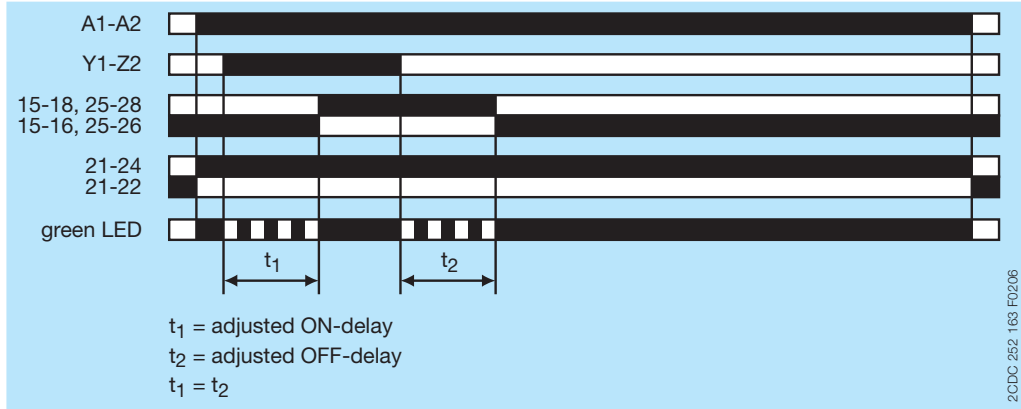 A1-A2
Y1-Z2
15-18, 25-28
15-16, 25-26
21-24
21-22
green LED
t₁ t₂
t₁ = adjusted ON-delay
t₂ = adjusted OFF-delay
t₁ = t₂
2CDC 252 163 F0206